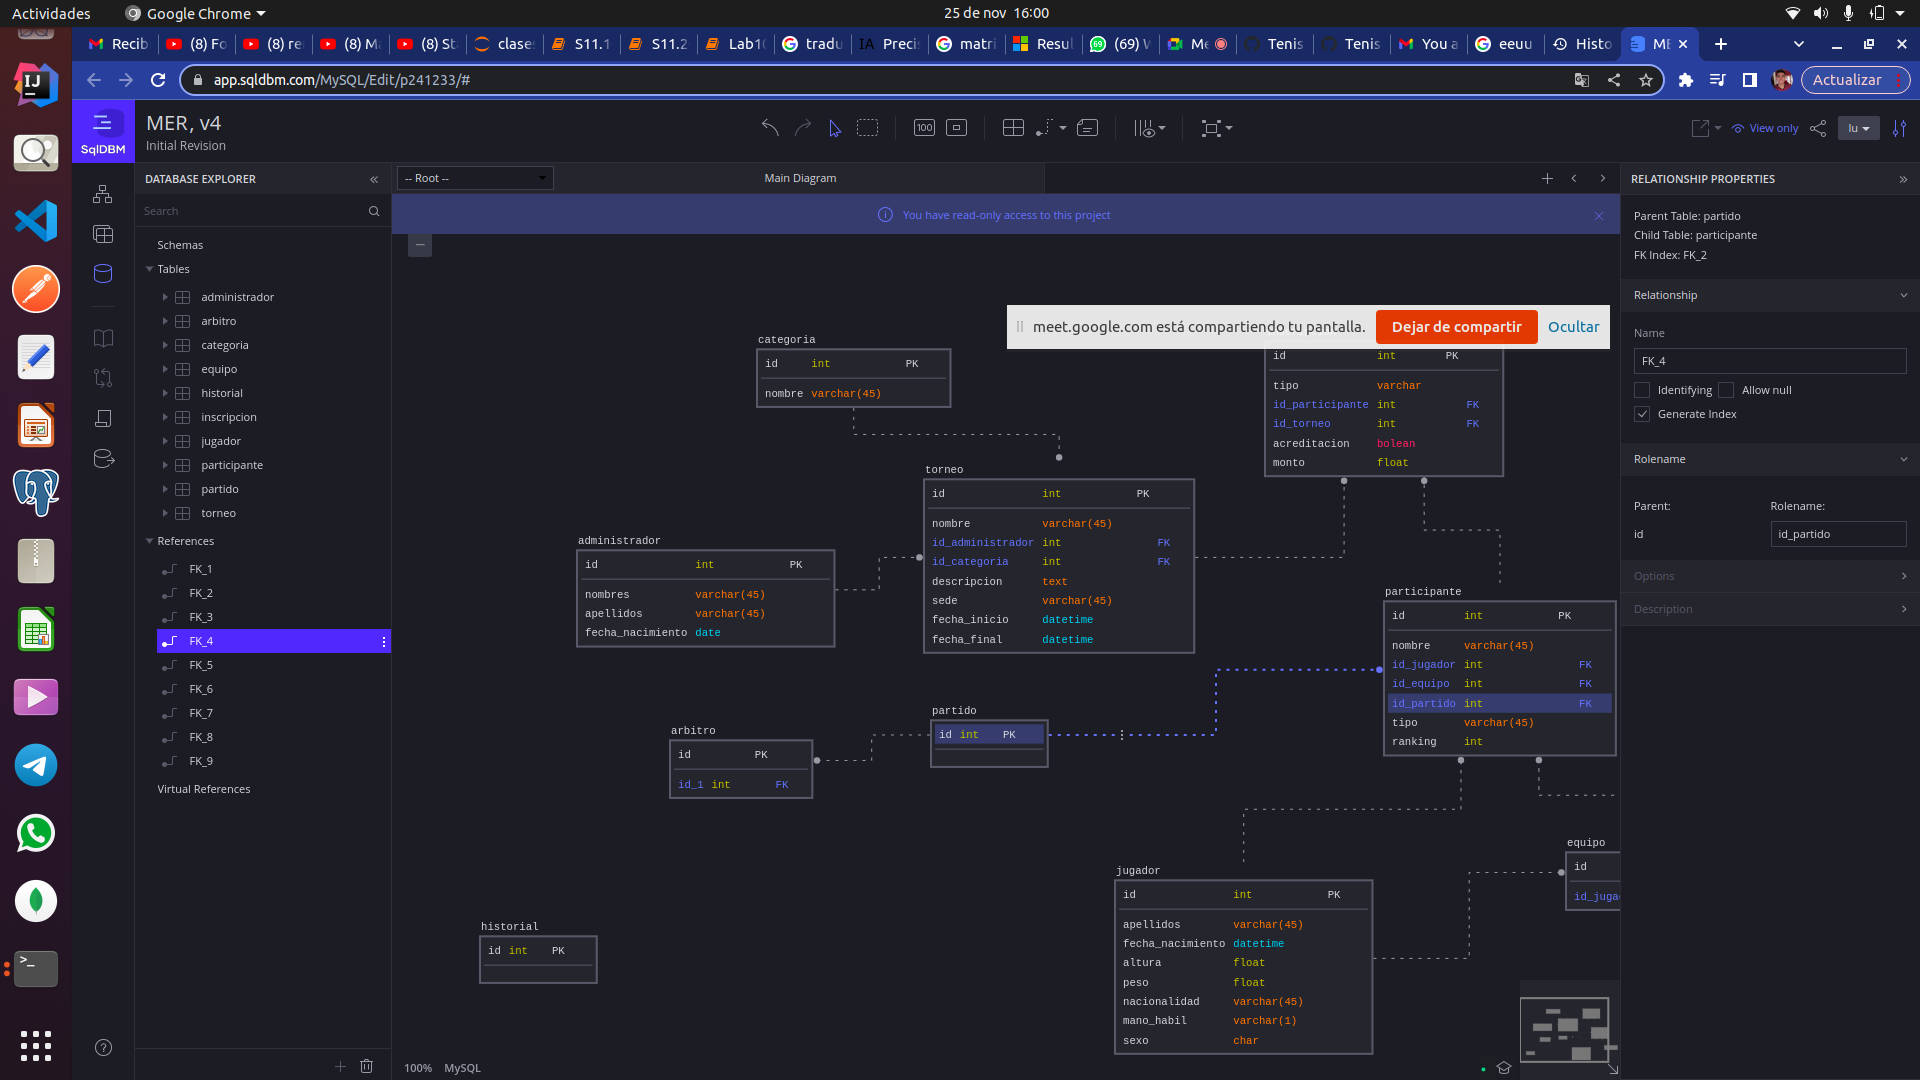 Actividades
Google Chrome
25 de nov 16:00
Recib
(8) Fo
(8) re
(8) Ma
(8) St
clase
S11.1
S11.2
Lab10
tradu
Preci
matri
Resul
(69) W
Me
Tenis
Tenis
You a
eeuu
Histo
ME
app.sqldbm.com/MySQL/Edit/p241233/#
Actualizar
SqlDBM
MER, v4
Initial Revision
100
View only
lu
DATABASE EXPLORER
-- Root --
Main Diagram
RELATIONSHIP PROPERTIES
Search
You have read-only access to this project
Schemas
Tables
administrador
arbitro
categoria
equipo
historial
inscripcion
jugador
participante
partido
torneo
References
FK_1
FK_2
FK_3
FK_4
FK_5
FK_6
FK_7
FK_8
FK_9
Virtual References
meet.google.com está compartiendo tu pantalla.
Dejar de compartir
Ocultar
categoria
id int PK
nombre varchar(45)
id int PK
tipo varchar
id_participante int FK
id_torneo int FK
acreditacion bolean
monto float
torneo
id int PK
nombre varchar(45)
id_administrador int FK
id_categoria int FK
descripcion text
sede varchar(45)
fecha_inicio datetime
fecha_final datetime
administrador
id int PK
nombres varchar(45)
apellidos varchar(45)
fecha_nacimiento date
participante
id int PK
nombre varchar(45)
id_jugador int FK
id_equipo int FK
id_partido int FK
tipo varchar(45)
ranking int
partido
id int PK
arbitro
id PK
id_1 int FK
jugador
id int PK
apellidos varchar(45)
fecha_nacimiento datetime
altura float
peso float
nacionalidad varchar(45)
mano_habil varchar(1)
sexo char
equipo
id
id_juga
historial
id int PK
100% MySQL
Parent Table: partido
Child Table: participante
FK Index: FK_2
Relationship
Name
FK_4
Identifying
Allow null
Generate Index
Rolename
Parent: Rolename:
id id_partido
Options
Description